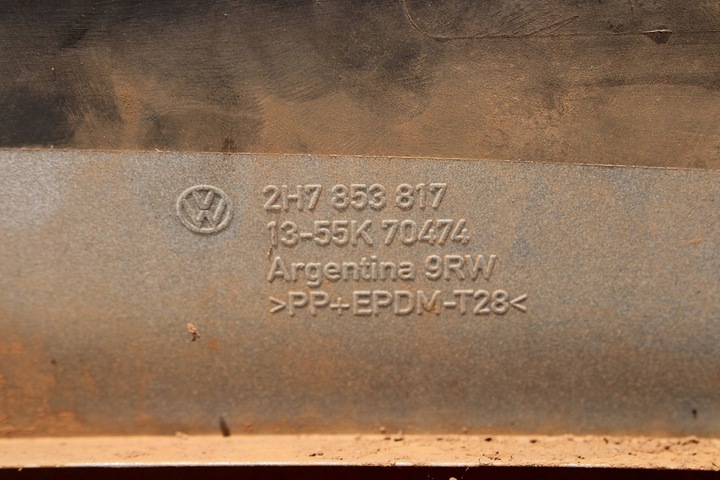 2H7 853 817
13-55K 70474
Argentina 9RW
>PP+EPDM-T28<